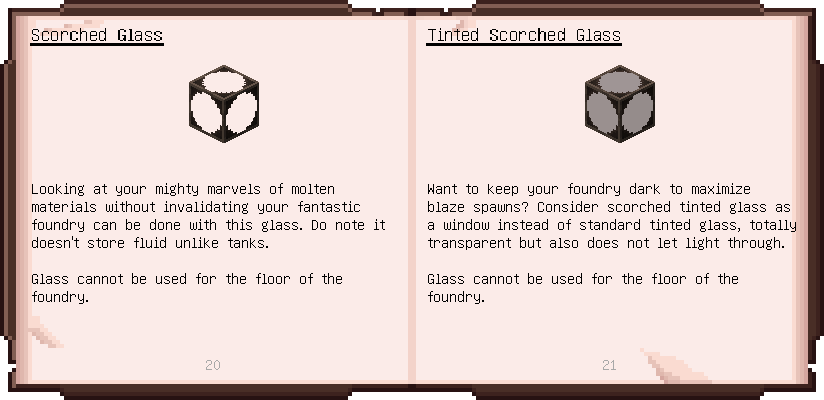 Scorched Glass
Looking at your mighty marvels of molten
materials without invalidating your fantastic
foundry can be done with this glass. Do note it
doesn't store fluid unlike tanks.
Glass cannot be used for the floor of the
foundry.
20
Tinted Scorched Glass
Want to keep your foundry dark to maximize
blaze spawns? Consider scorched tinted glass as
a window instead of standard tinted glass, totally
transparent but also does not let light through.
Glass cannot be used for the floor of the
foundry.
21